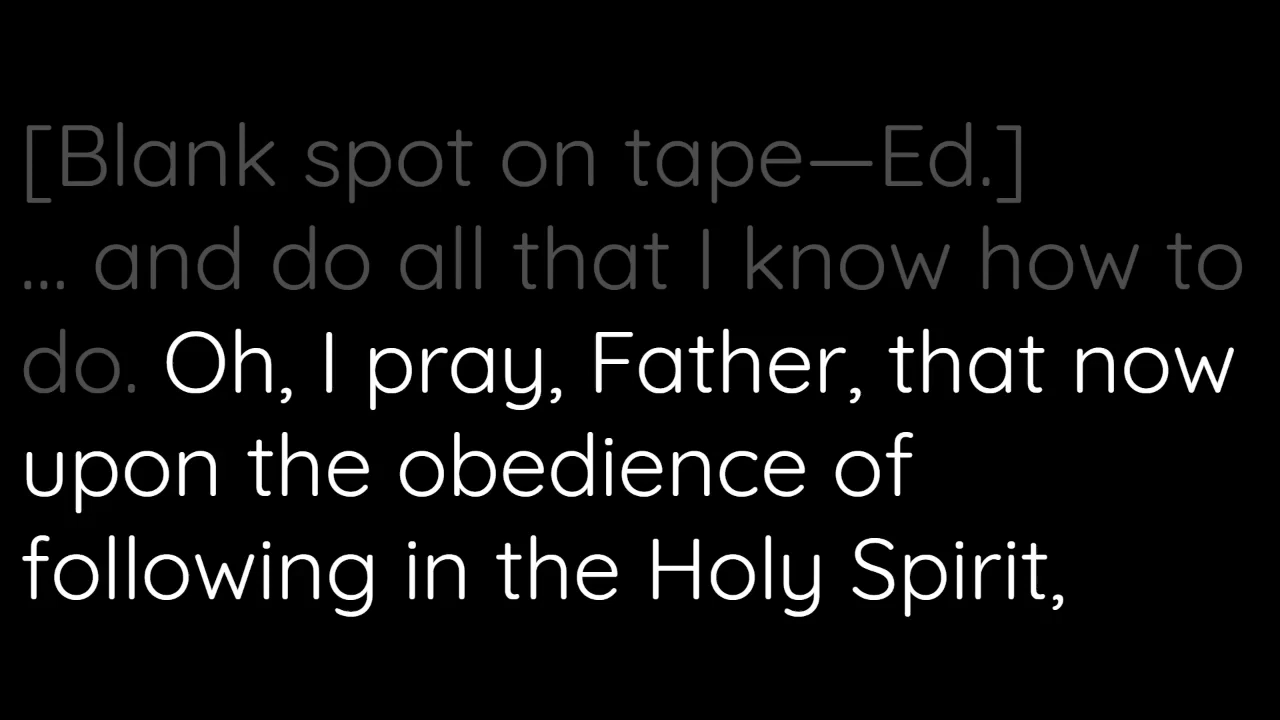 [Blank spot on tape—Ed.]
... and do all that I know how to
do. Oh, I pray, Father, that now
upon the obedience of
following in the Holy Spirit,